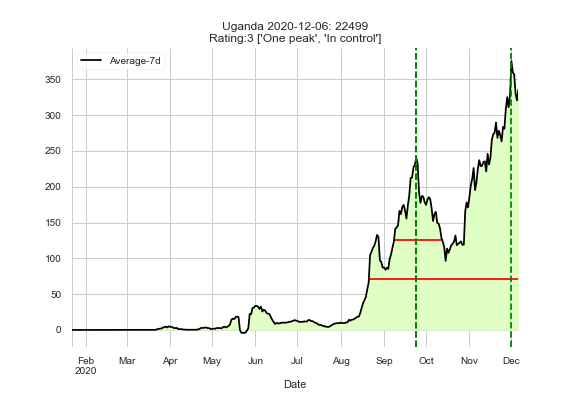 Uganda 2020-12-06: 22499
Rating:3 ['One peak', 'In control']
Average-7d
350
300
250
200
150
100
50
0
Feb Mar Apr May Jun Jul Aug Sep Oct Nov Dec
2020
Date